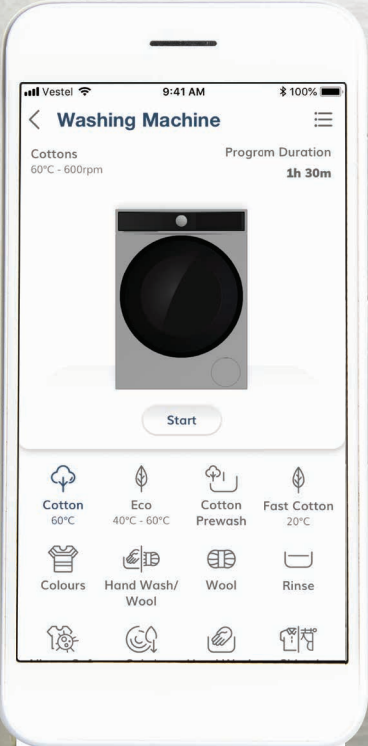 Vestel 9:41 AM 100%
Washing Machine
Cottons Program Duration
60°C - 600rpm 1h 30m
Start
Cotton Eco Cotton Fast Cotton
60°C 40°C - 60°C Prewash 20°C
Colours Hand Wash/ Wool Rinse
Wool